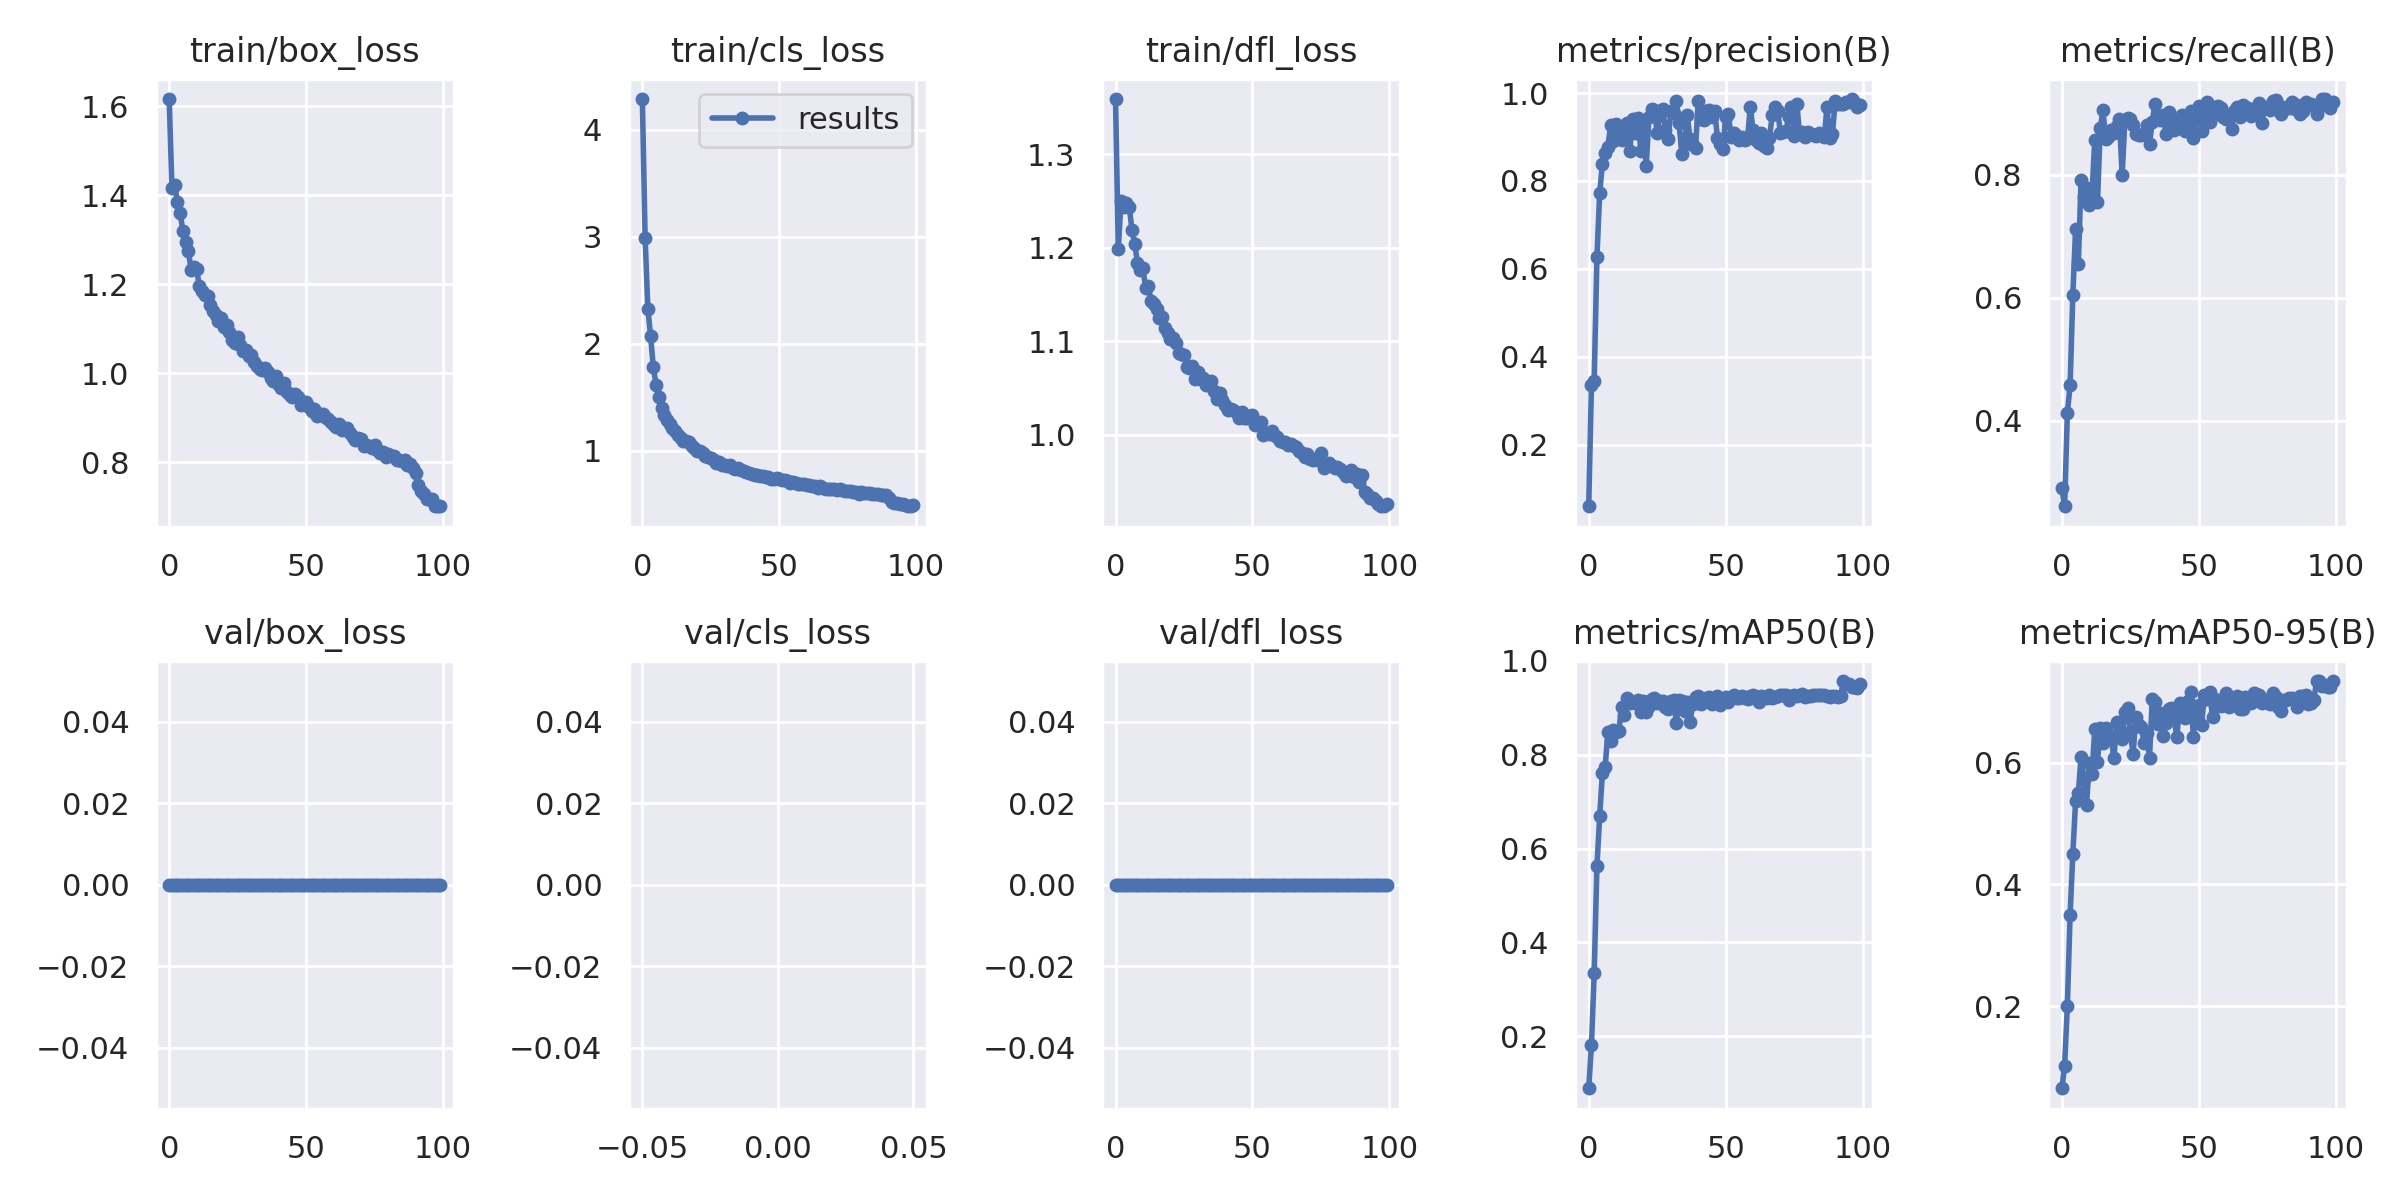 train/box_loss
1.6
1.4
1.2
1.0
0.8
0 50 100
train/cls_loss
results
4
3
2
1
0 50 100
train/dfl_loss
1.3
1.2
1.1
1.0
0 50 100
metrics/precision(B)
1.0
0.8
0.6
0.4
0.2
0 50 100
metrics/recall(B)
0.8
0.6
0.4
0 50 100
val/box_loss
0.04
0.02
0.00
−0.02
−0.04
0 50 100
val/cls_loss
0.04
0.02
0.00
−0.02
−0.04
−0.05 0.00 0.05
val/dfl_loss
0.04
0.02
0.00
−0.02
−0.04
0 50 100
metrics/mAP50(B)
1.0
0.8
0.6
0.4
0.2
0 50 100
metrics/mAP50-95(B)
0.6
0.4
0.2
0 50 100